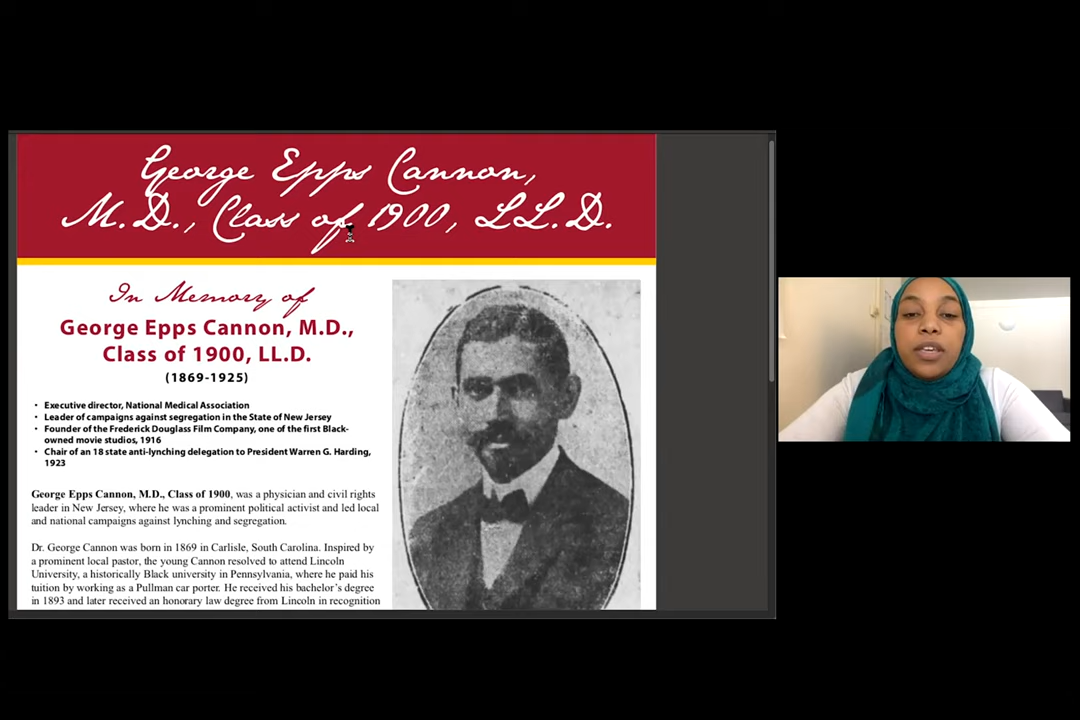 George Epps Cannon,
M.D., Class of 1900, LL.D.
In Memory of
George Epps Cannon, M.D.,
Class of 1900, LL.D.
(1869-1925)
• Executive director, National Medical Association
• Leader of campaigns against segregation in the State of New Jersey
• Founder of the Frederick Douglass Film Company, one of the first Black-
owned movie studios, 1916
• Chair of an 18 state anti-lynching delegation to President Warren G. Harding,
1923
George Epps Cannon, M.D., Class of 1900, was a physician and civil rights
leader in New Jersey, where he was a prominent political activist and led local
and national campaigns against lynching and segregation.
Dr. George Cannon was born in 1869 in Carlisle, South Carolina. Inspired by
a prominent local pastor, the young Cannon resolved to attend Lincoln
University, a historically Black university in Pennsylvania, where he paid his
tuition by working as a Pullman car porter. He received his bachelor's degree
in 1893 and later received an honorary law degree from Lincoln in recognition